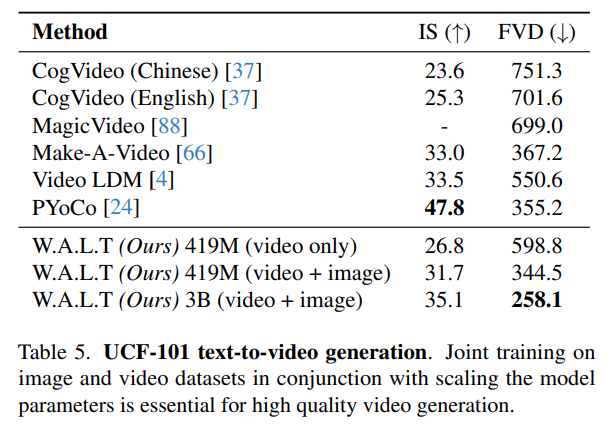 Method IS (↑) FVD (↓)
CogVideo (Chinese) [37] 23.6 751.3
CogVideo (English) [37] 25.3 701.6
MagicVideo [88] - 699.0
Make-A-Video [66] 33.0 367.2
Video LDM [4] 33.5 550.6
PYoCo [24] 47.8 355.2
W.A.L.T (Ours) 419M (video only) 26.8 598.8
W.A.L.T (Ours) 419M (video + image) 31.7 344.5
W.A.L.T (Ours) 3B (video + image) 35.1 258.1
Table 5. UCF-101 text-to-video generation. Joint training on
image and video datasets in conjunction with scaling the model
parameters is essential for high quality video generation.